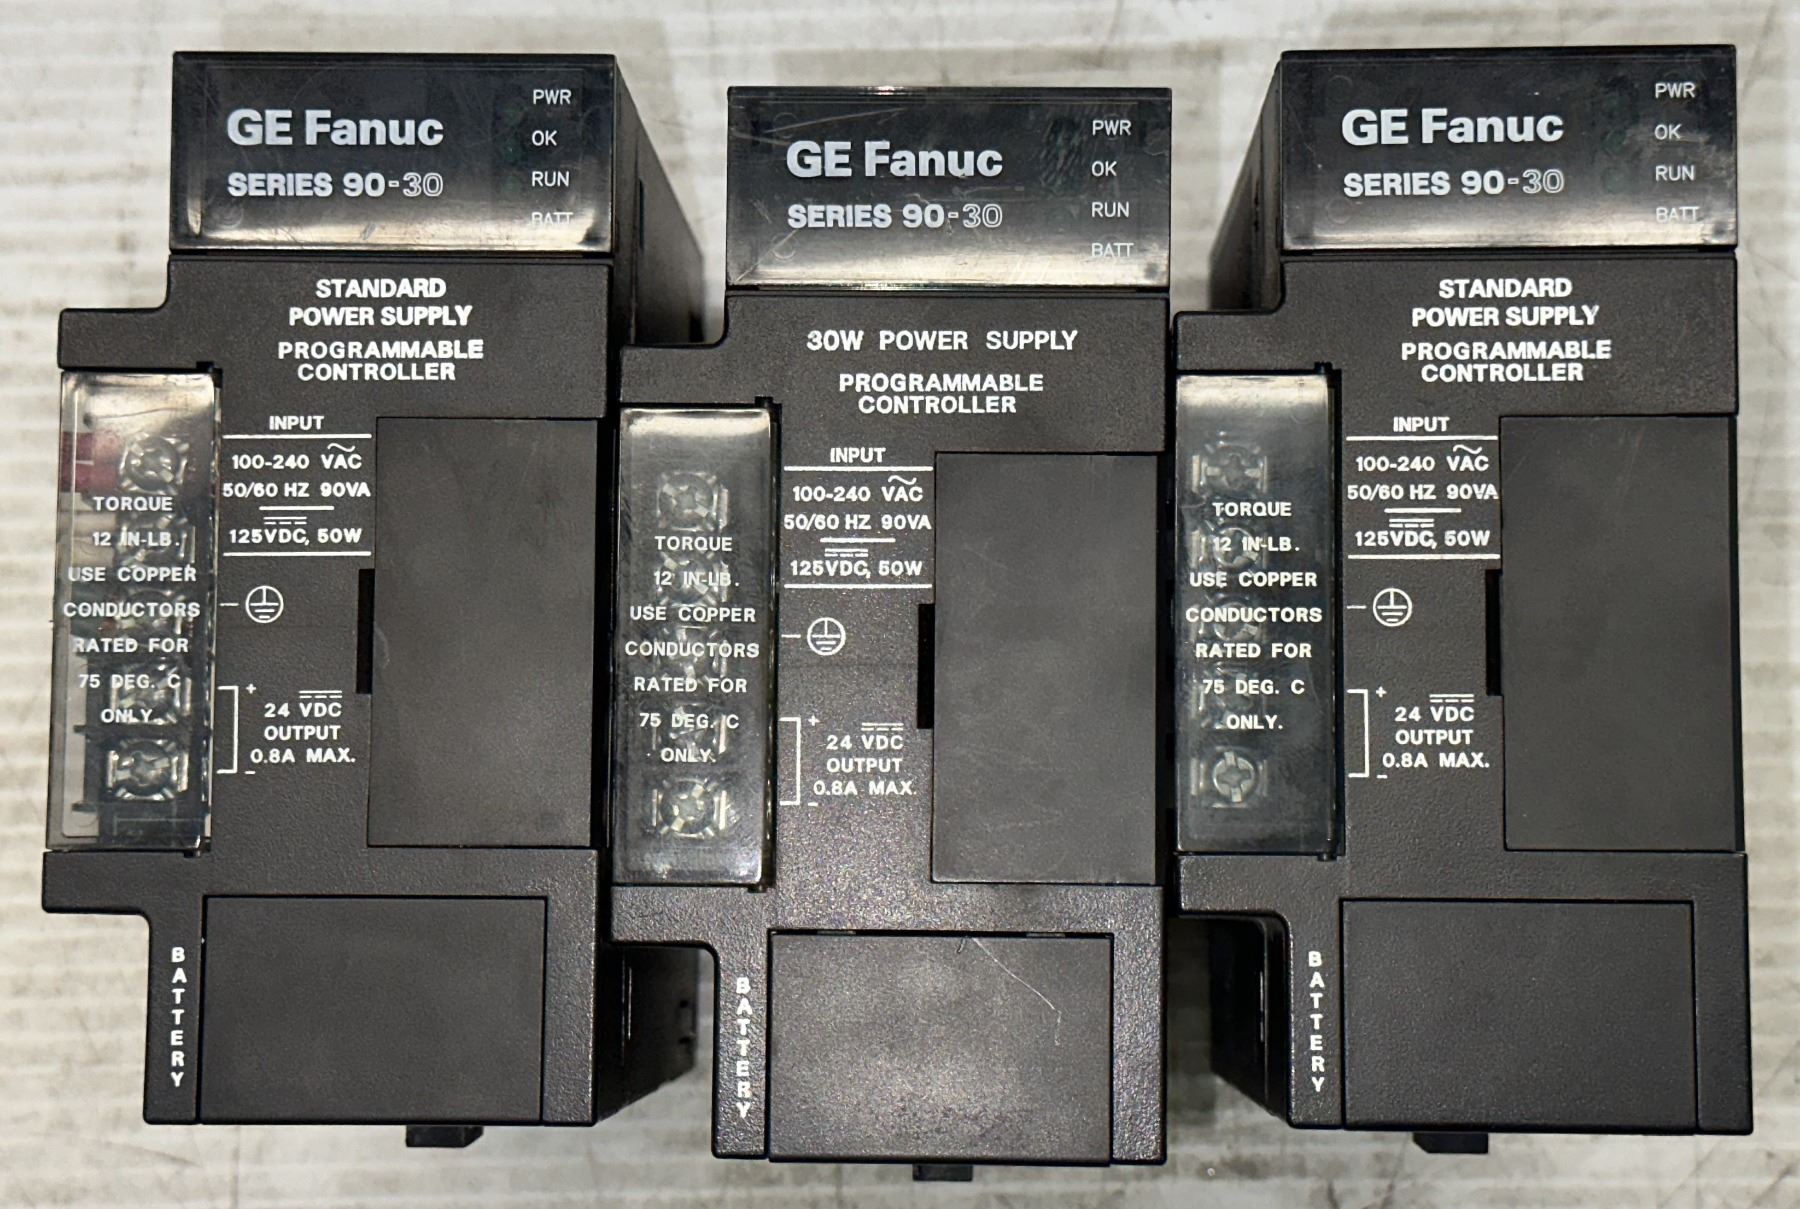 GE Fanuc
SERIES 90-30
PWR
OK
RUN
BATT
STANDARD
POWER SUPPLY
PROGRAMMABLE
CONTROLLER
INPUT
100-240 VAC
50/60 HZ 90VA
125VDC, 50W
TORQUE
12 IN-LB.
USE COPPER
CONDUCTORS
RATED FOR
75 DEG. C
ONLY.
+
24 VDC
OUTPUT
0.8A MAX.
-
BATTERY
GE Fanuc
SERIES 90-30
PWR
OK
RUN
BATT
30W POWER SUPPLY
PROGRAMMABLE
CONTROLLER
INPUT
100-240 VAC
50/60 HZ 90VA
125VDC, 50W
TORQUE
12 IN-LB.
USE COPPER
CONDUCTORS
RATED FOR
75 DEG. C
ONLY.
+
24 VDC
OUTPUT
0.8A MAX.
-
BATTERY
GE Fanuc
SERIES 90-30
PWR
OK
RUN
BATT
STANDARD
POWER SUPPLY
PROGRAMMABLE
CONTROLLER
INPUT
100-240 VAC
50/60 HZ 90VA
125VDC, 50W
TORQUE
12 IN-LB.
USE COPPER
CONDUCTORS
RATED FOR
75 DEG. C
ONLY.
+
24 VDC
OUTPUT
0.8A MAX.
-
BATTERY